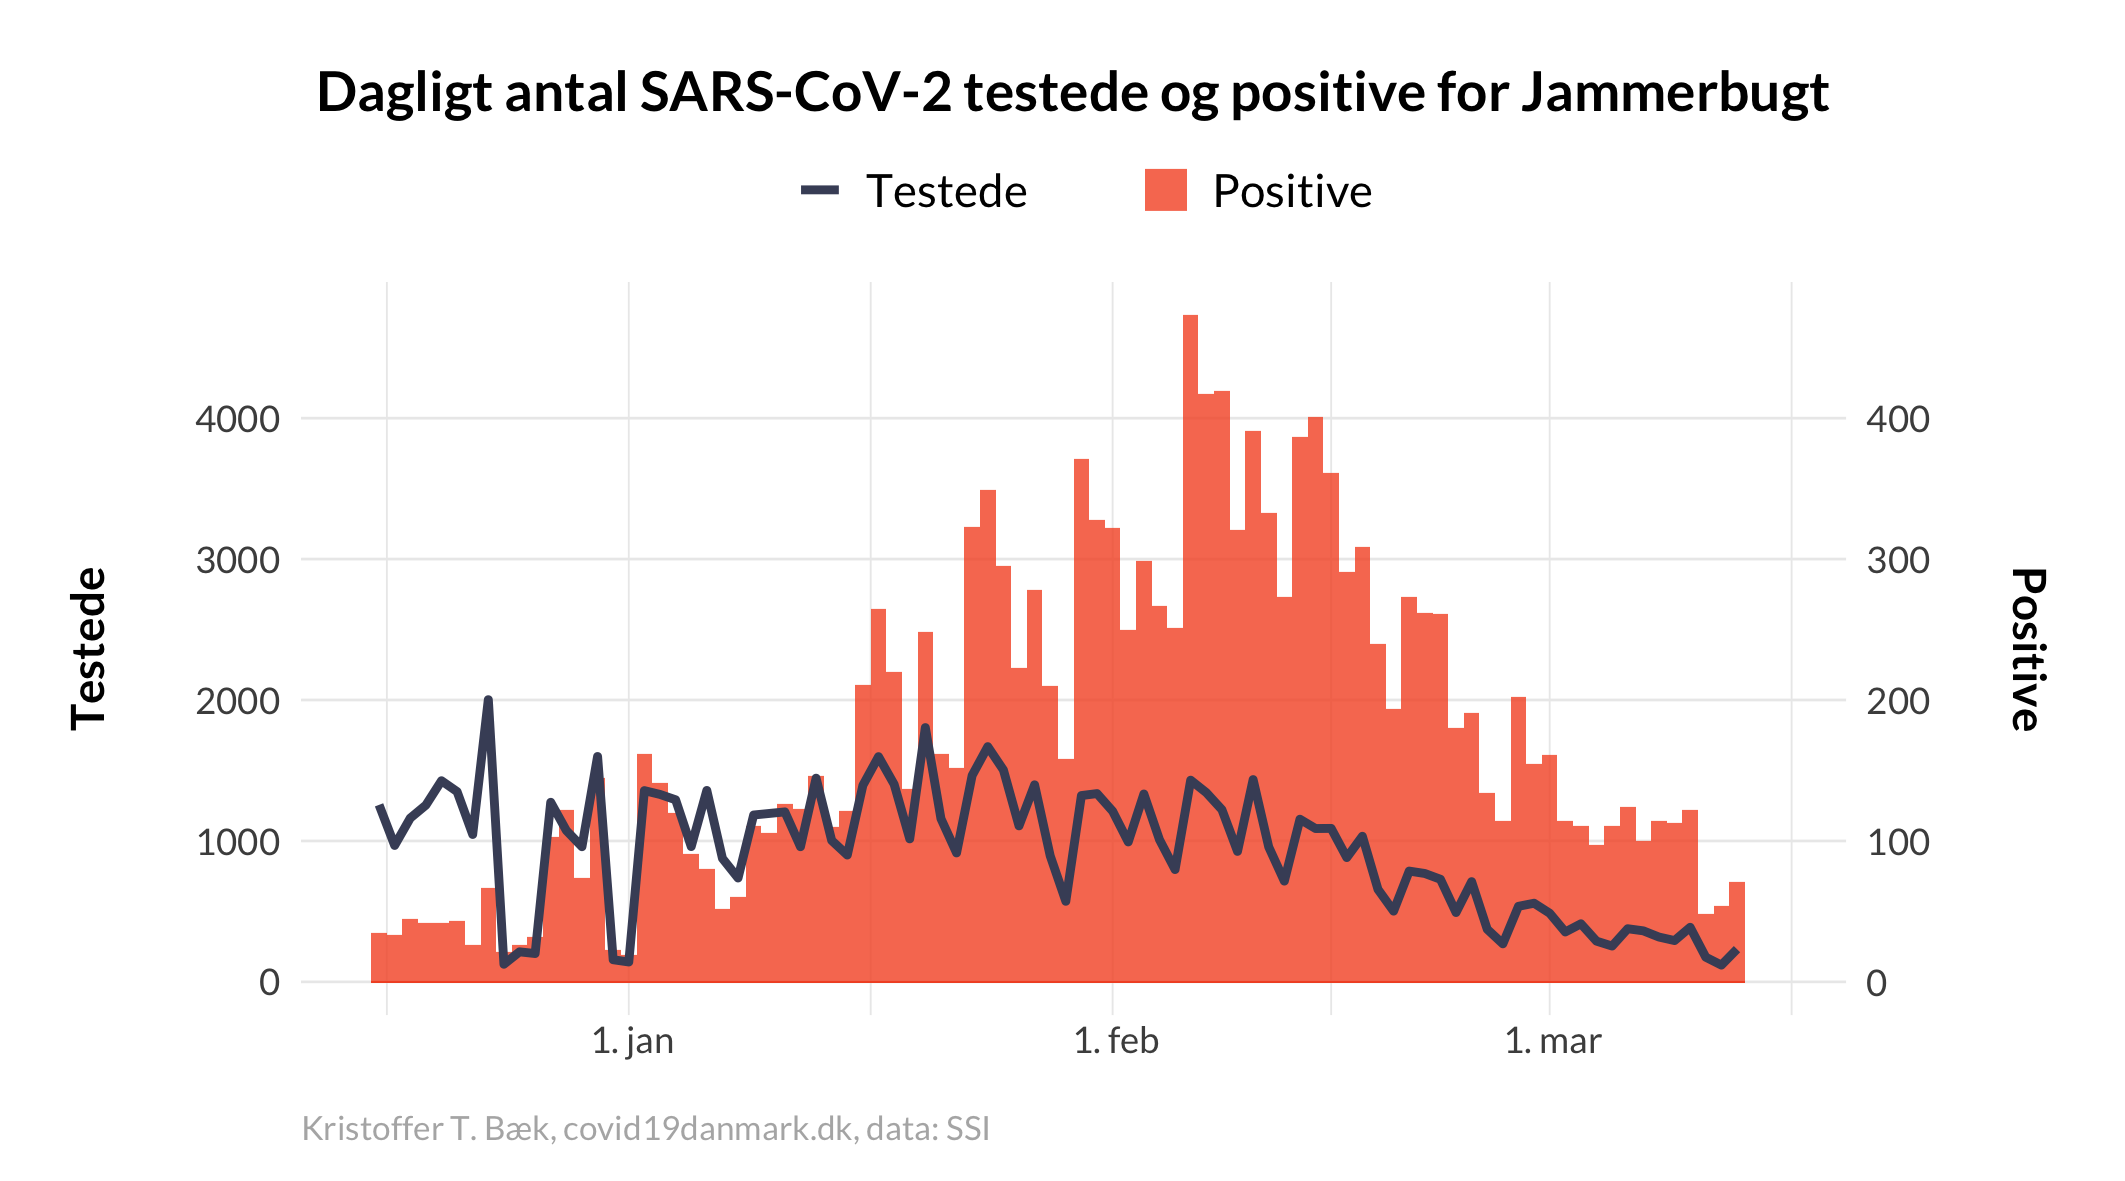 Dagligt antal SARS-CoV-2 testede og positive for Jammerbugt
Testede
Positive
4000
3000
2000
1000
0
400
300
200
100
0
Testede
Positive
1. jan
1. feb
1. mar
Kristoffer T. Bæk, covid19danmark.dk, data: SSI